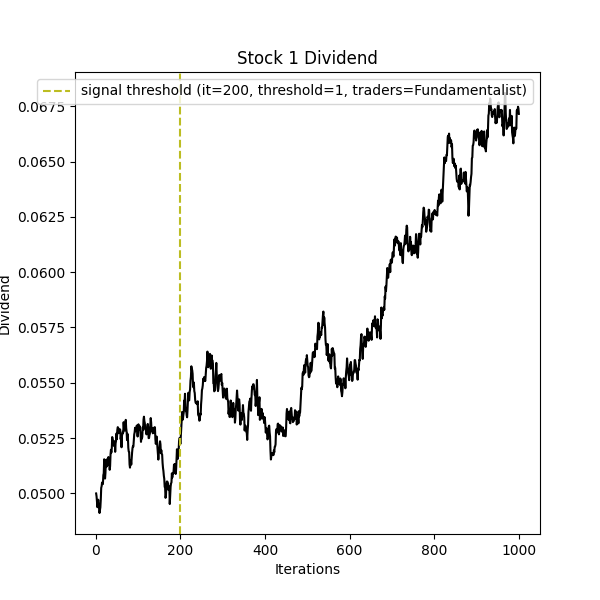 Stock 1 Dividend
signal threshold (it=200, threshold=1, traders=Fundamentalist)
0.0675
0.0650
0.0625
0.0600
0.0575
0.0550
0.0525
0.0500
Dividend
0 200 400 600 800 1000
Iterations